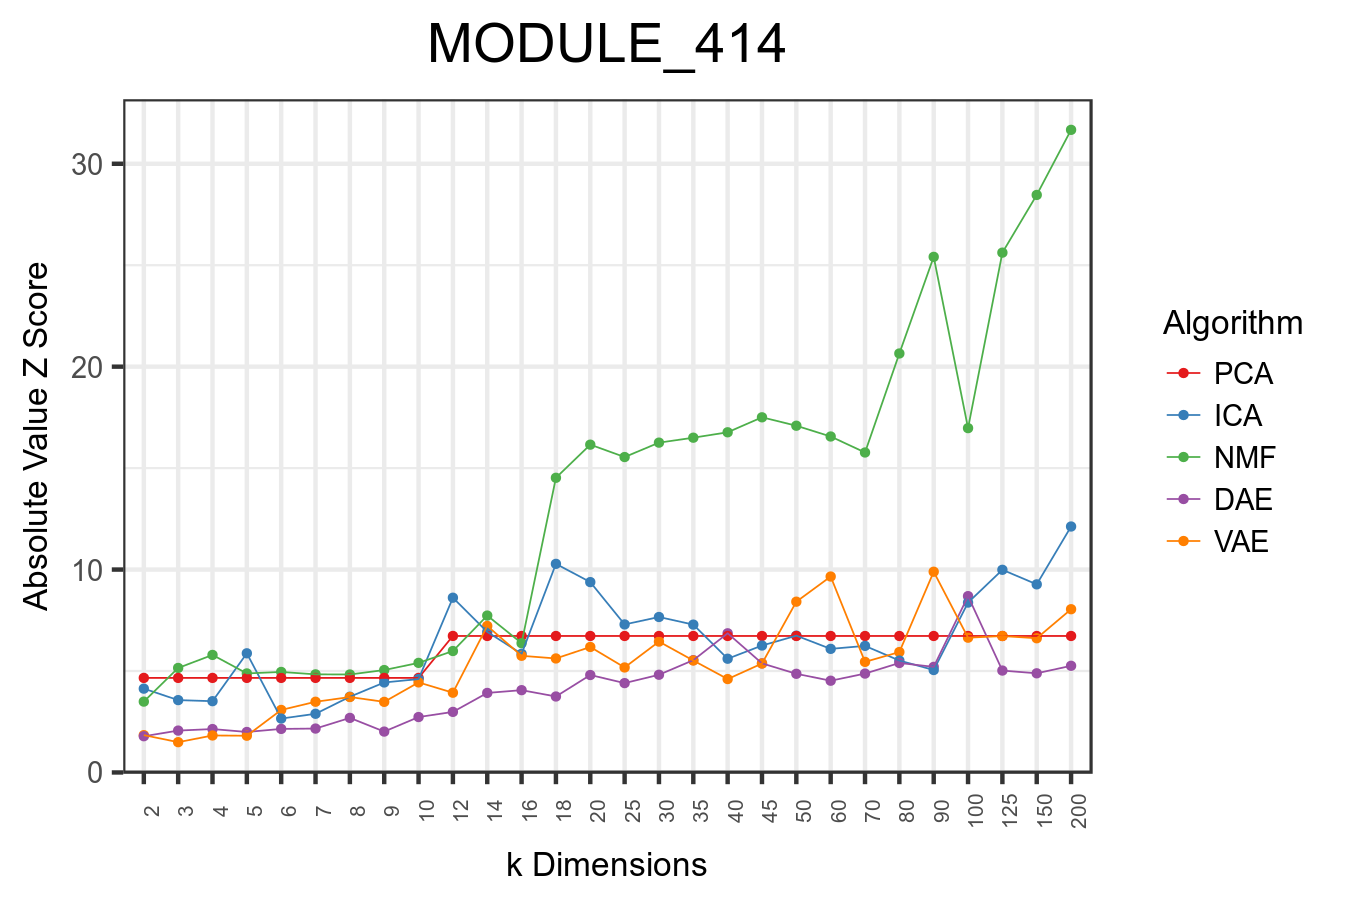 MODULE_414
Absolute Value Z Score
30
20
10
0
2 3 4 5 6 7 8 9 10 12 14 16 18 20 25 30 35 40 45 50 60 70 80 90 100 125 150 200
k Dimensions
Algorithm
PCA
ICA
NMF
DAE
VAE